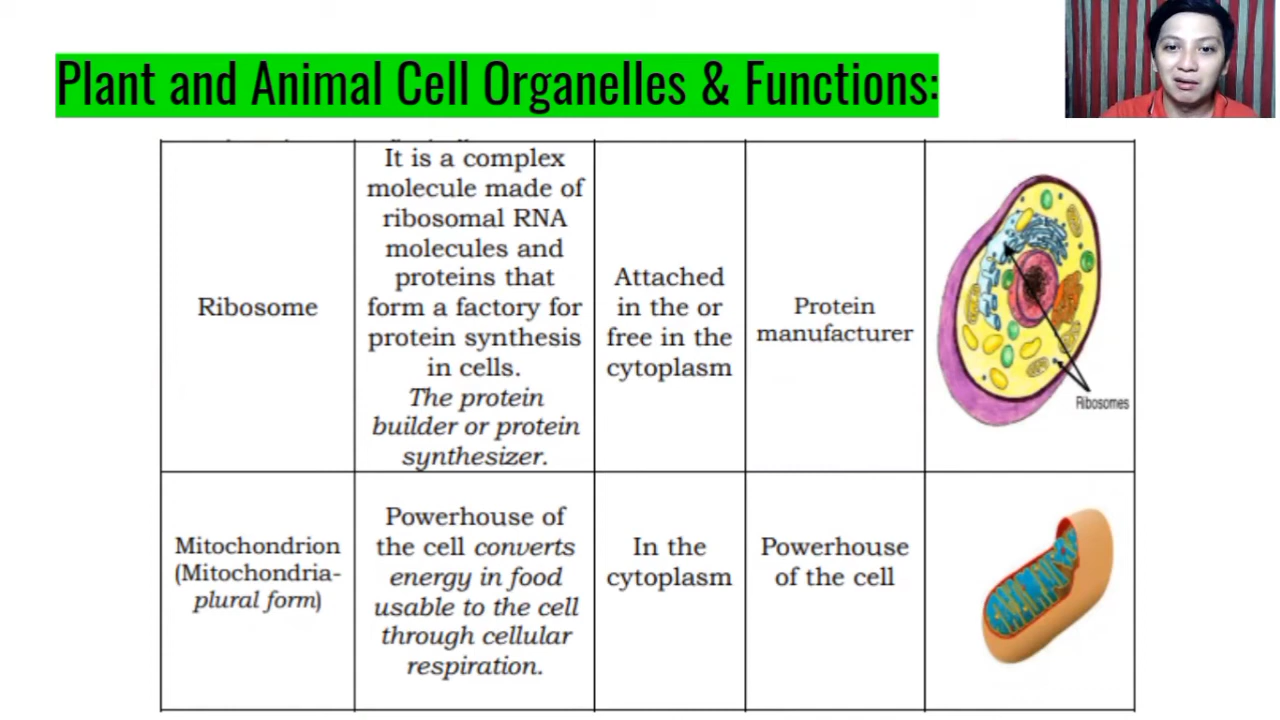 Plant and Animal Cell Organelles & Functions:
Ribosome
It is a complex
molecule made of
ribosomal RNA
molecules and
proteins that
form a factory for
protein synthesis
in cells.
The protein
builder or protein
synthesizer.
Attached
in the or
free in the
cytoplasm
Protein
manufacturer
Ribosomes
Mitochondrion
(Mitochondria-
plural form)
Powerhouse of
the cell converts
energy in food
usable to the cell
through cellular
respiration.
In the
cytoplasm
Powerhouse
of the cell